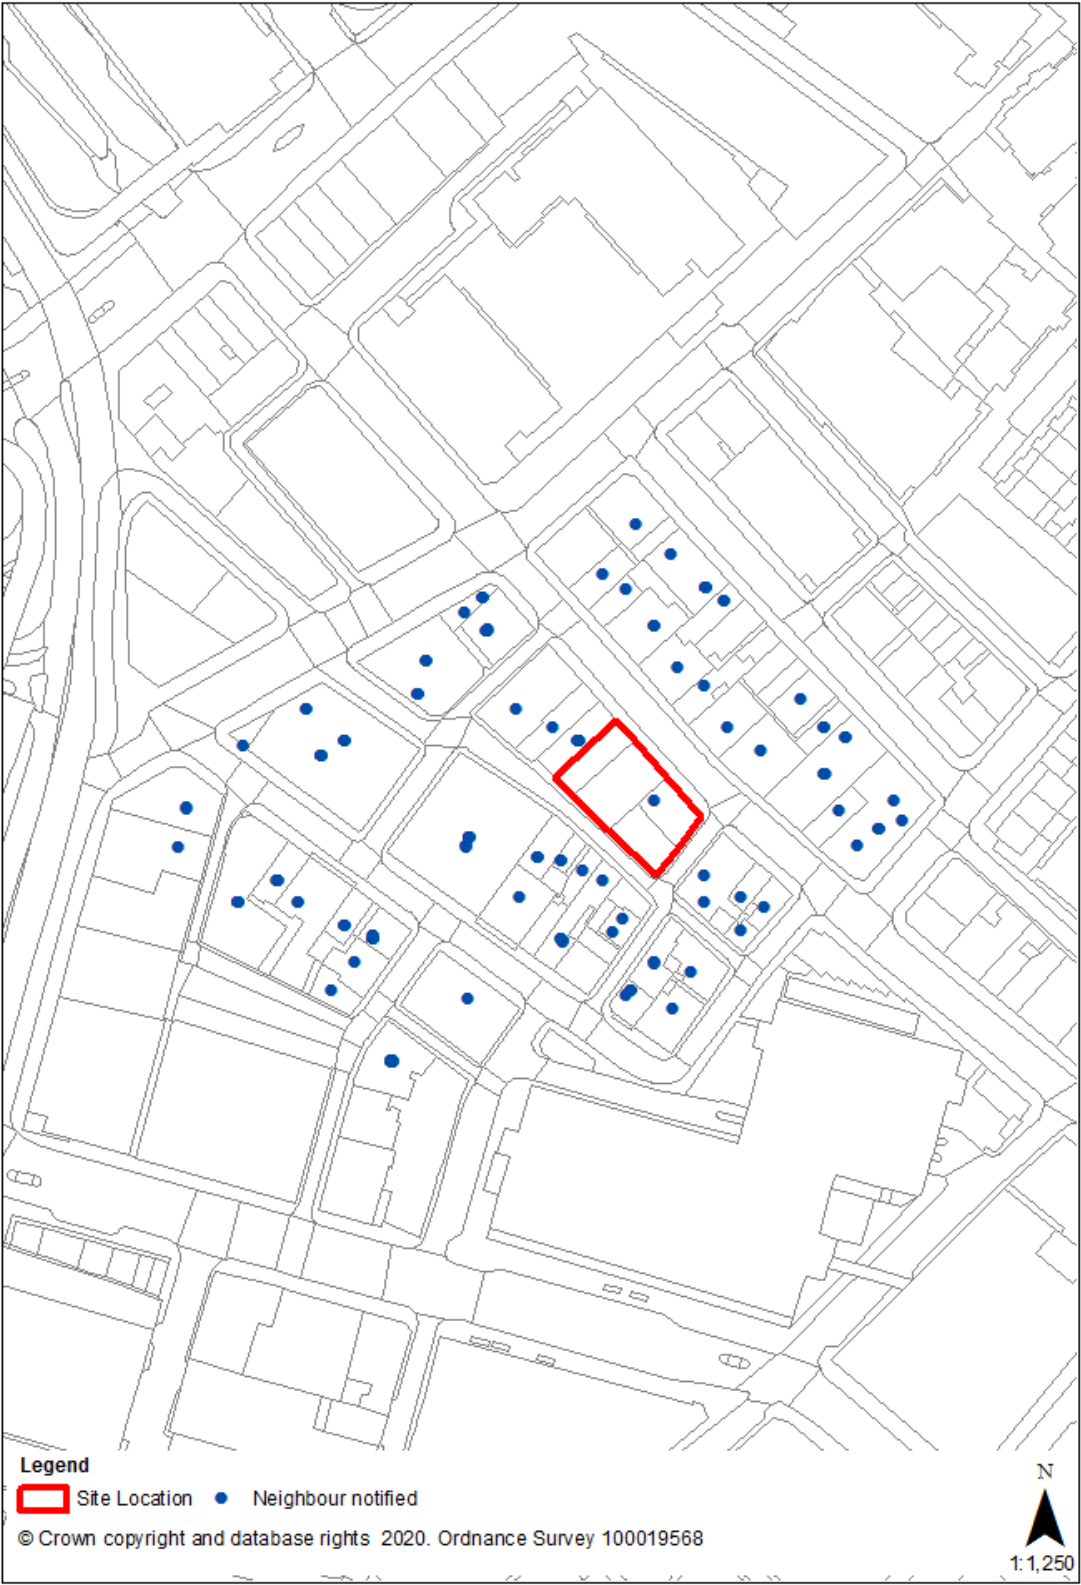 Legend
Site Location Neighbour notified
© Crown copyright and database rights 2020. Ordnance Survey 100019568
N
1:1,250